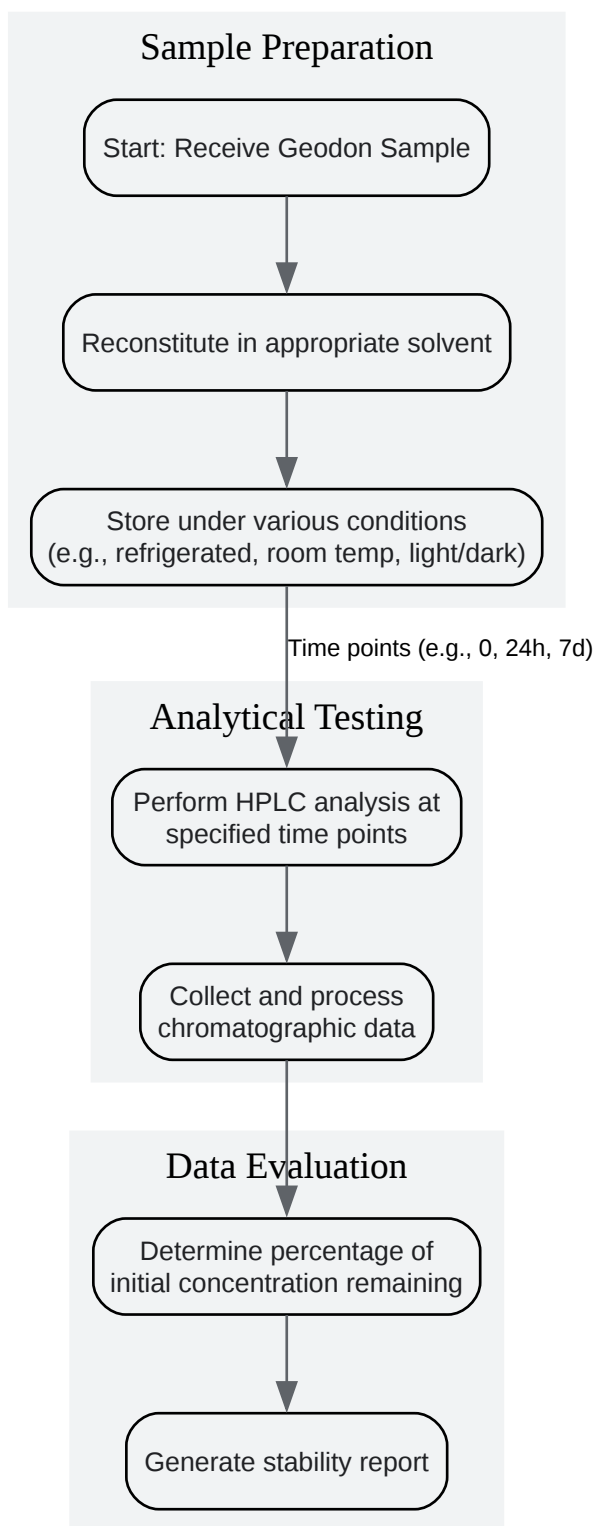 Sample Preparation
Start: Receive Geodon Sample
Reconstitute in appropriate solvent
Store under various conditions
(e.g., refrigerated, room temp, light/dark)
Time points (e.g., 0, 24h, 7d)
Analytical Testing
Perform HPLC analysis at
specified time points
Collect and process
chromatographic data
Data Evaluation
Determine percentage of
initial concentration remaining
Generate stability report